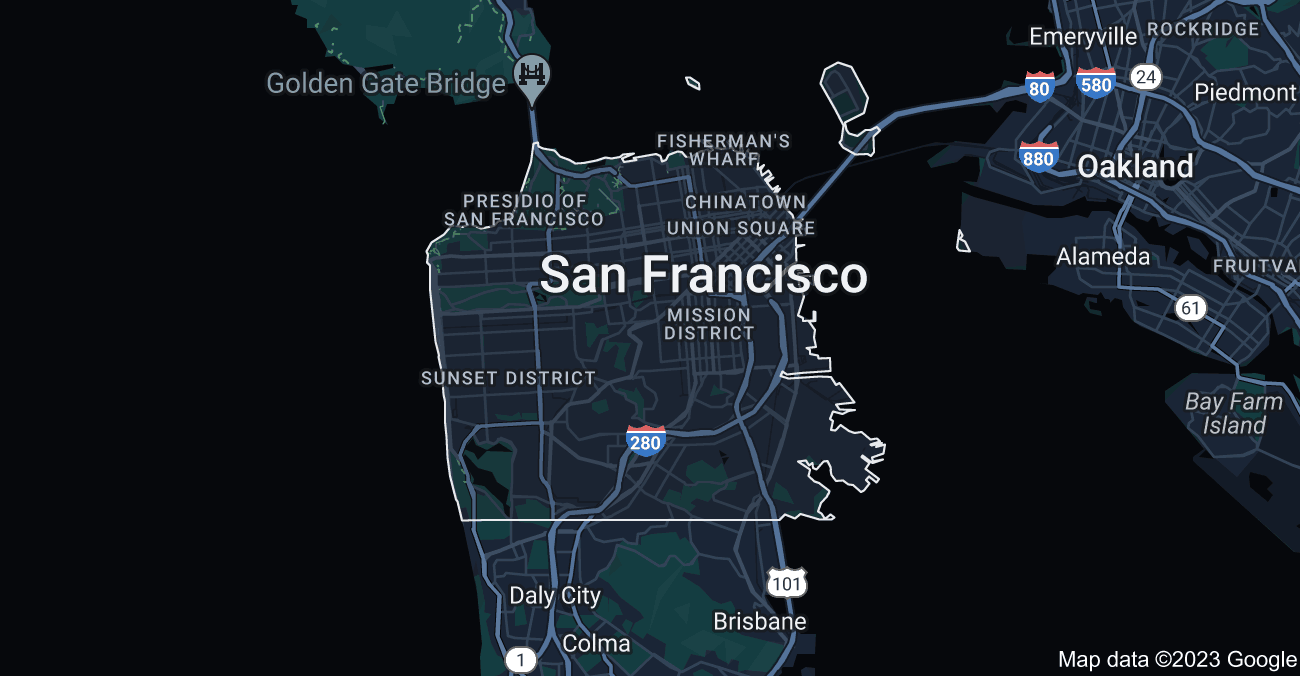 Emeryville
ROCKRIDGE
Golden Gate Bridge
80
580
24
Piedmont
FISHERMAN'S
WHARF
880
Oakland
PRESIDIO OF
SAN FRANCISCO
CHINATOWN
UNION SQUARE
Alameda
FRUITVA
San Francisco
61
MISSION
DISTRICT
SUNSET DISTRICT
Bay Farm
Island
280
101
Daly City
Brisbane
Colma
1
Map data ©2023 Google